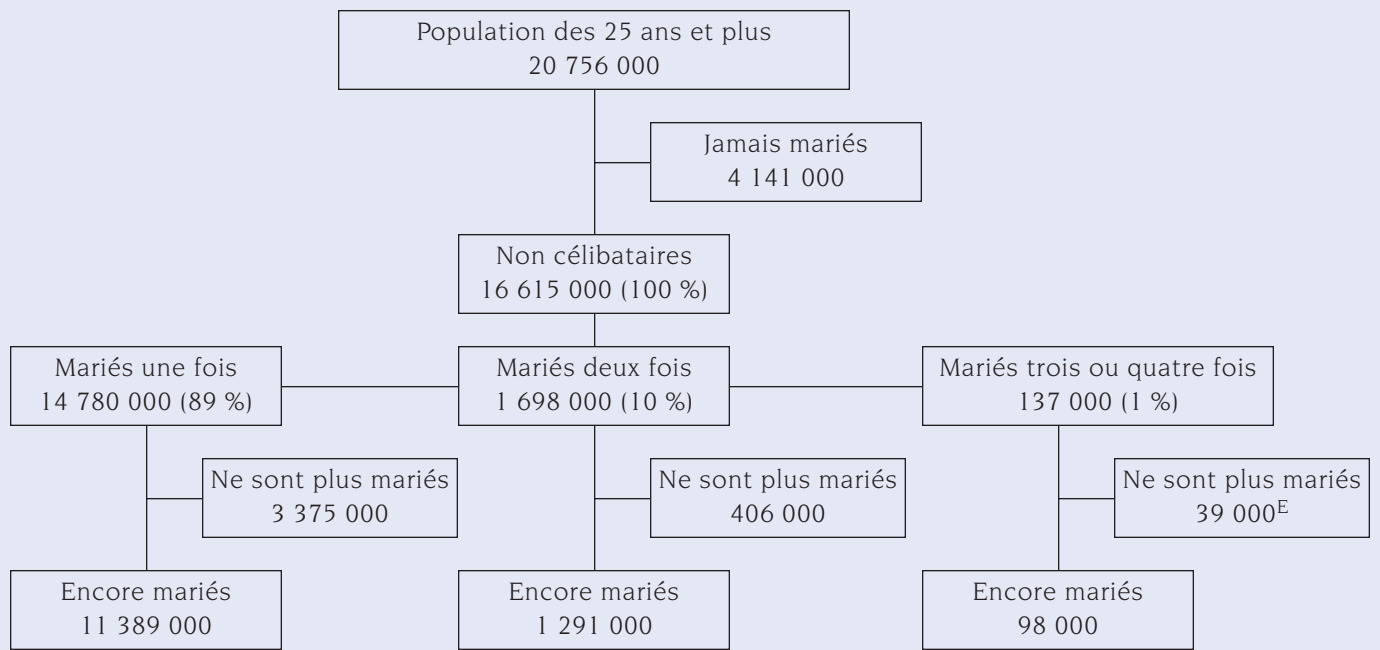 Population des 25 ans et plus
20 756 000
Jamais mariés
4 141 000
Non célibataires
16 615 000 (100 %)
Mariés une fois
14 780 000 (89 %)
Mariés deux fois
1 698 000 (10 %)
Mariés trois ou quatre fois
137 000 (1 %)
Ne sont plus mariés
3 375 000
Ne sont plus mariés
406 000
Ne sont plus mariés
39 000ᴱ
Encore mariés
11 389 000
Encore mariés
1 291 000
Encore mariés
98 000